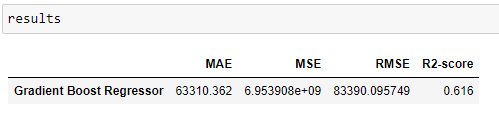 results
MAE MSE RMSE R2-score
Gradient Boost Regressor 63310.362 6.953908e+09 83390.095749 0.616